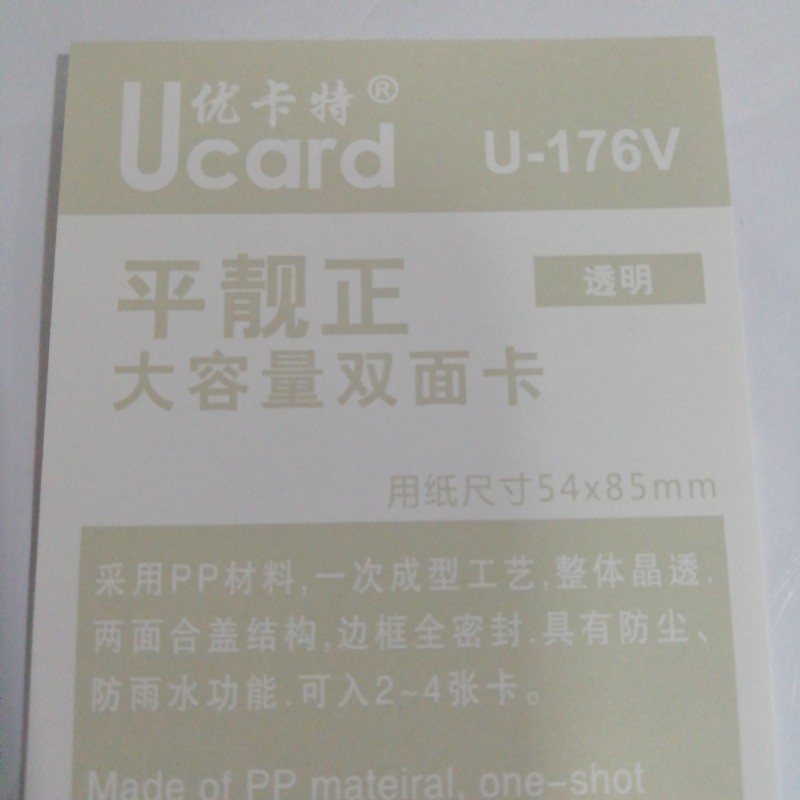 优卡特®
Ucard
U-176V
平靓正
透明
大容量双面卡
用纸尺寸54x85mm
采用PP材料,一次成型工艺,整体晶透.
两面合盖结构,边框全密封.具有防尘、
防雨水功能.可入2~4张卡。
Made of PP mateiral, one-shot